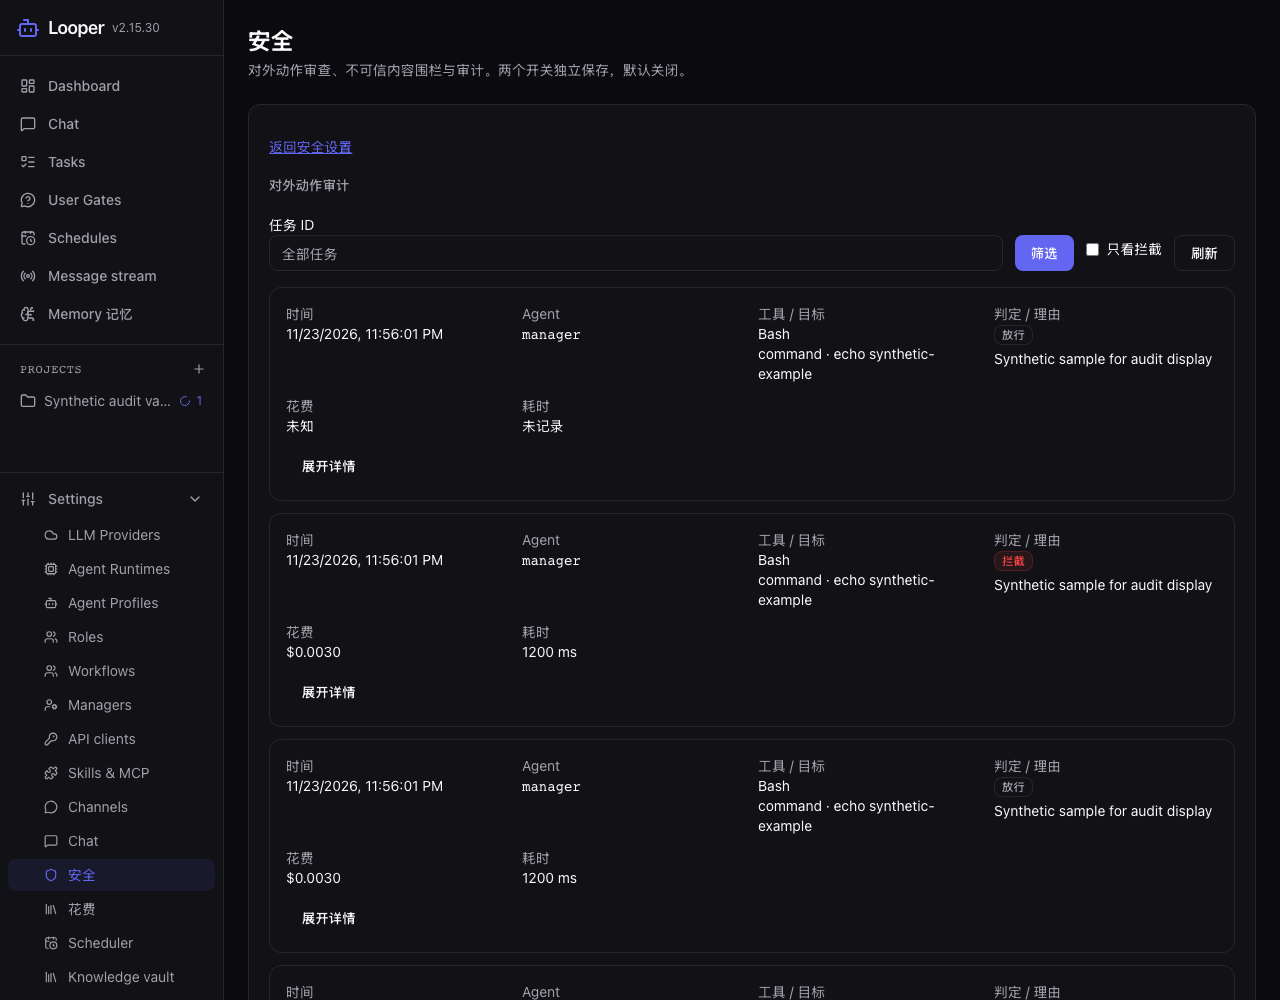 Looper v2.15.30
Dashboard
Chat
Tasks
User Gates
Schedules
Message stream
Memory 记忆
PROJECTS
Synthetic audit va... 1
Settings
LLM Providers
Agent Runtimes
Agent Profiles
Roles
Workflows
Managers
API clients
Skills & MCP
Channels
Chat
安全
花费
Scheduler
Knowledge vault
安全
对外动作审查、不可信内容围栏与审计。两个开关独立保存，默认关闭。
返回安全设置
对外动作审计
任务 ID
全部任务 筛选 只看拦截 刷新
时间 Agent 工具 / 目标 判定 / 理由
11/23/2026, 11:56:01 PM manager Bash 放行
command · echo synthetic- Synthetic sample for audit display
example
花费 耗时
未知 未记录
展开详情
时间 Agent 工具 / 目标 判定 / 理由
11/23/2026, 11:56:01 PM manager Bash 拦截
command · echo synthetic- Synthetic sample for audit display
example
花费 耗时
$0.0030 1200 ms
展开详情
时间 Agent 工具 / 目标 判定 / 理由
11/23/2026, 11:56:01 PM manager Bash 放行
command · echo synthetic- Synthetic sample for audit display
example
花费 耗时
$0.0030 1200 ms
展开详情
时间 Agent 工具 / 目标 判定 / 理由